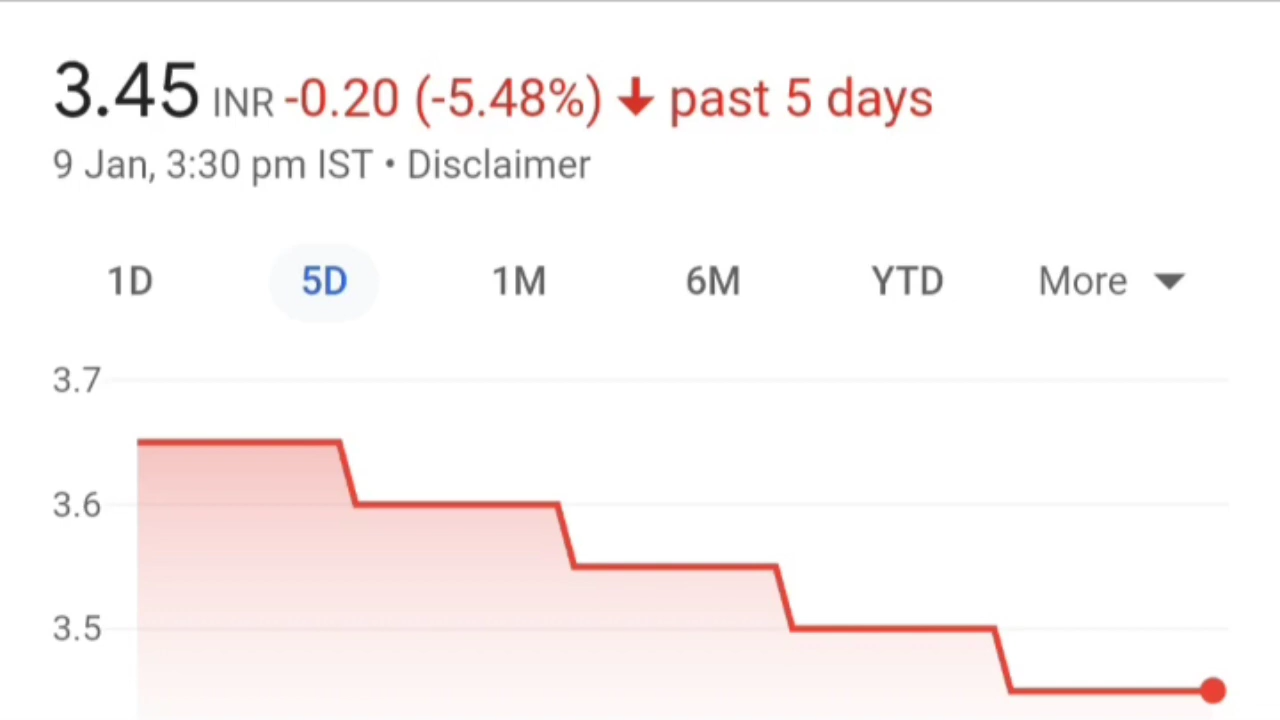 3.45 INR -0.20 (-5.48%) ↓ past 5 days
9 Jan, 3:30 pm IST • Disclaimer
1D 5D 1M 6M YTD More
3.7
3.6
3.5